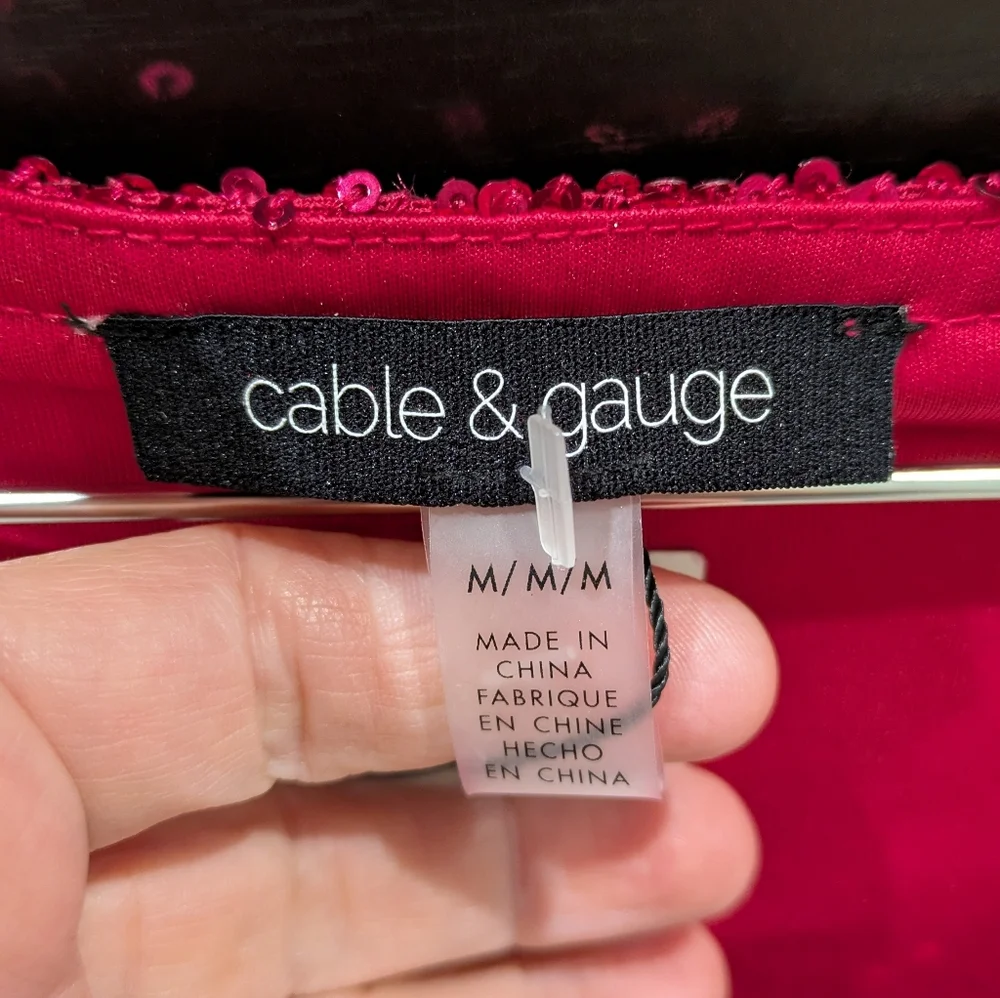 cable & gauge
M/M/M
MADE IN
CHINA
FABRIQUE
EN CHINE
HECHO
EN CHINA